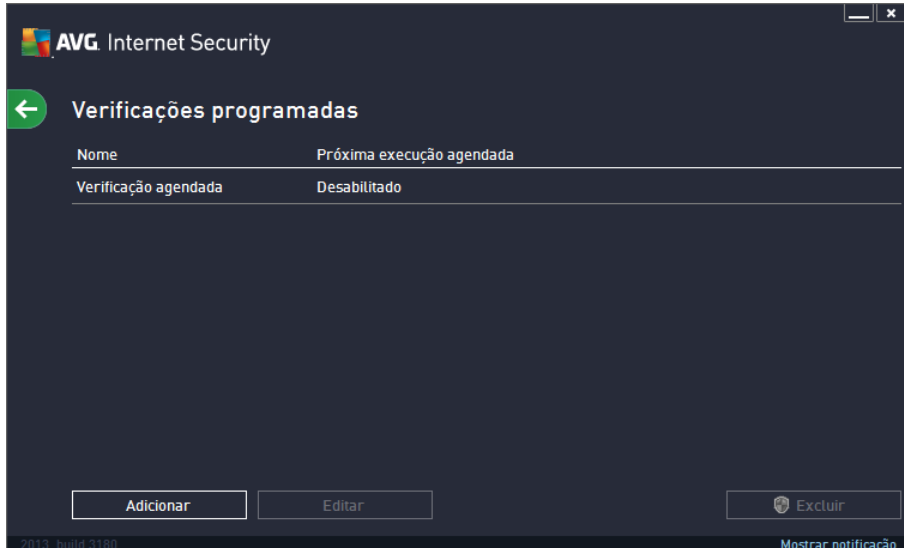 AVG. Internet Security
Verificações programadas
Nome Próxima execução agendada
Verificação agendada Desabilitado
Adicionar Editar Excluir
2013 build 3180 Mostrar notificação